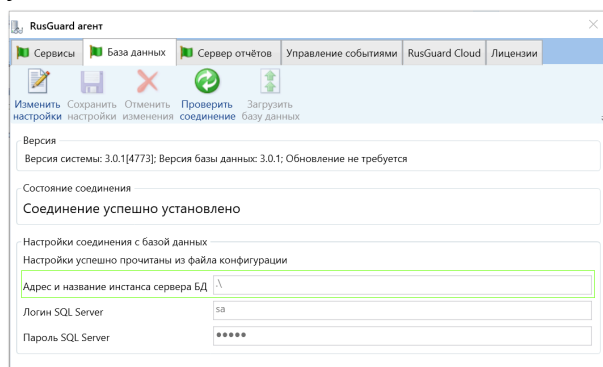 RusGuard агент
Сервисы База данных Сервер отчётов Управление событиями RusGuard Cloud Лицензии
Изменить настройки Сохранить настройки Отменить изменения Проверить соединение Загрузить базу данных
Версия
Версия системы: 3.0.1[4773]; Версия базы данных: 3.0.1; Обновление не требуется
Состояние соединения
Соединение успешно установлено
Настройки соединения с базой данных
Настройки успешно прочитаны из файла конфигурации
Адрес и название инстанса сервера БД .\
Логин SQL Server sa
Пароль SQL Server •••••